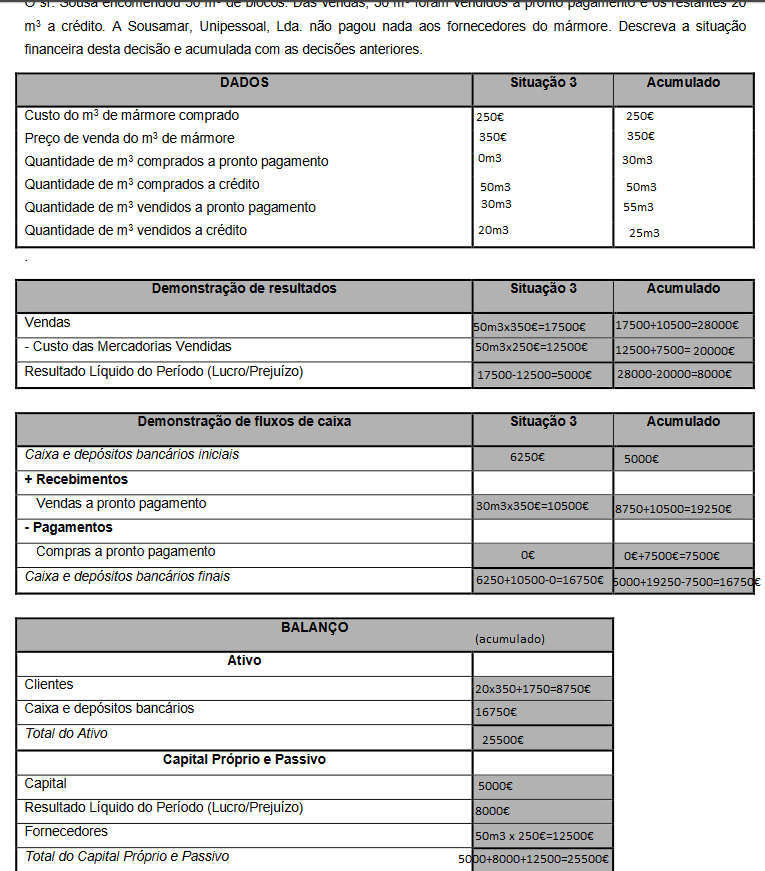 O sr. Sousa encomendou 50 m³ de blocos. Das vendas, 30 m³ foram vendidos a pronto pagamento e os restantes 20
m³ a crédito. A Sousamar, Unipessoal, Lda. não pagou nada aos fornecedores do mármore. Descreva a situação
financeira desta decisão e acumulada com as decisões anteriores.
DADOS Situação 3 Acumulado
Custo do m³ de mármore comprado 250€ 250€
Preço de venda do m³ de mármore 350€ 350€
Quantidade de m³ comprados a pronto pagamento 0m3 30m3
Quantidade de m³ comprados a crédito 50m3 50m3
Quantidade de m³ vendidos a pronto pagamento 30m3 55m3
Quantidade de m³ vendidos a crédito 20m3 25m3
.
Demonstração de resultados Situação 3 Acumulado
Vendas 50m3x350€=17500€ 17500+10500=28000€
- Custo das Mercadorias Vendidas 50m3x250€=12500€ 12500+7500= 20000€
Resultado Líquido do Período (Lucro/Prejuízo) 17500-12500=5000€ 28000-20000=8000€
Demonstração de fluxos de caixa Situação 3 Acumulado
Caixa e depósitos bancários iniciais 6250€ 5000€
+ Recebimentos
Vendas a pronto pagamento 30m3x350€=10500€ 8750+10500=19250€
- Pagamentos
Compras a pronto pagamento 0€ 0€+7500€=7500€
Caixa e depósitos bancários finais 6250+10500-0=16750€ 5000+19250-7500=16750€
BALANÇO (acumulado)
Ativo
Clientes 20x350+1750=8750€
Caixa e depósitos bancários 16750€
Total do Ativo 25500€
Capital Próprio e Passivo
Capital 5000€
Resultado Líquido do Período (Lucro/Prejuízo) 8000€
Fornecedores 50m3 x 250€=12500€
Total do Capital Próprio e Passivo 5000+8000+12500=25500€